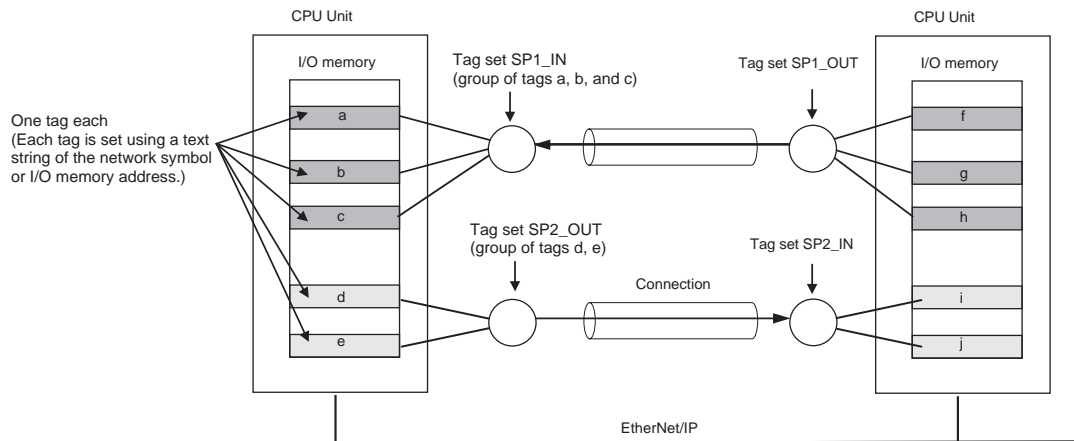 CPU Unit
CPU Unit
I/O memory
Tag set SP1_IN
(group of tags a, b, and c)
Tag set SP1_OUT
I/O memory
One tag each
(Each tag is set using a text
string of the network symbol
or I/O memory address.)
a
b
c
f
g
h
Tag set SP2_OUT
(group of tags d, e)
Tag set SP2_IN
Connection
d
e
i
j
EtherNet/IP